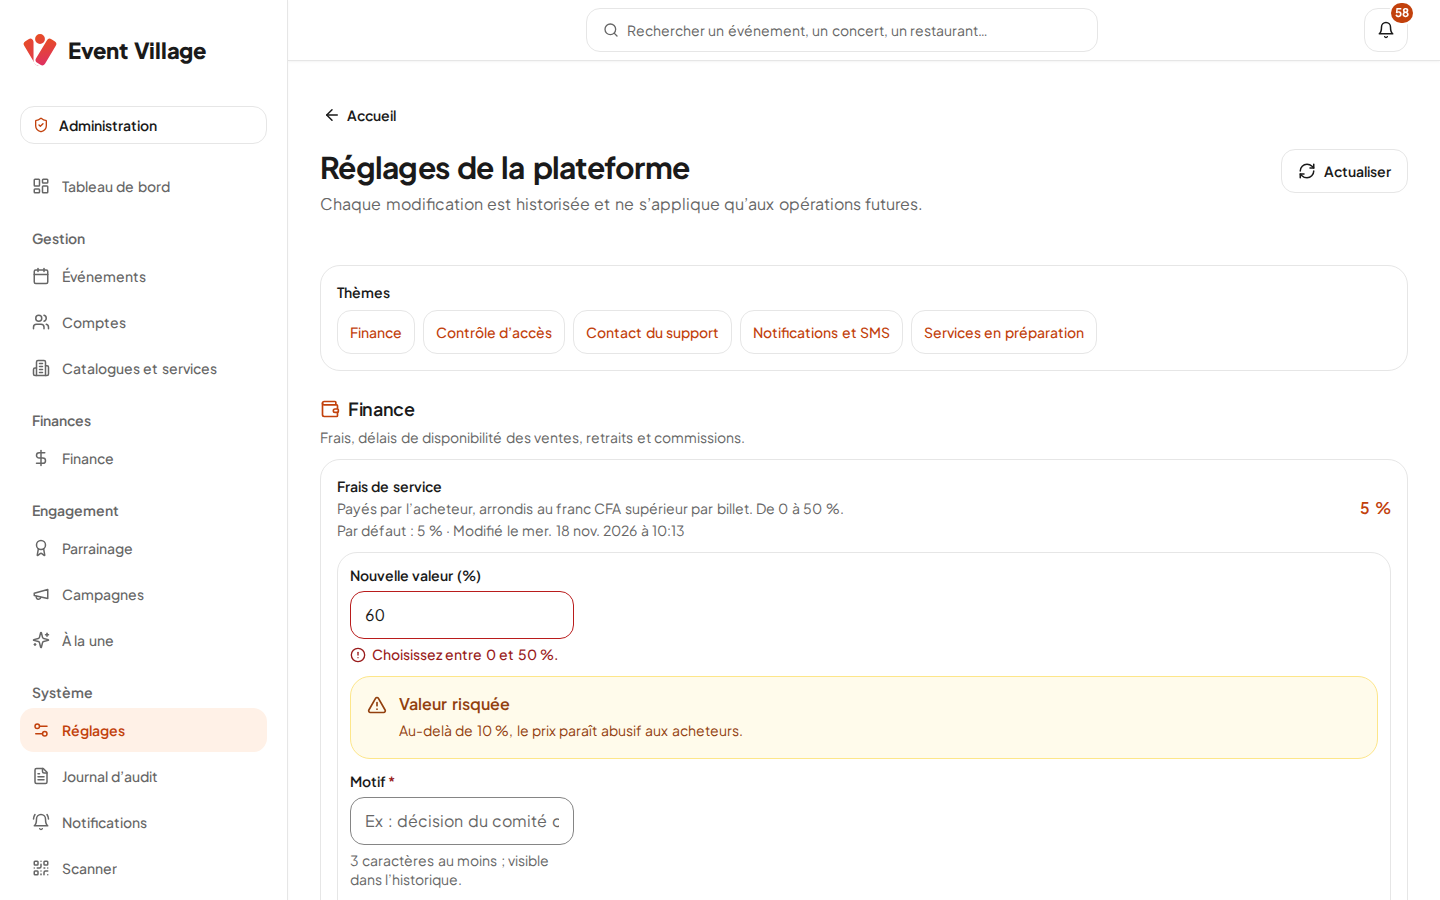 Event Village
Administration
Tableau de bord
Gestion
Événements
Comptes
Catalogues et services
Finances
Finance
Engagement
Parrainage
Campagnes
À la une
Système
Réglages
Journal d’audit
Notifications
Scanner
Rechercher un événement, un concert, un restaurant…
58
Accueil
Réglages de la plateforme
Chaque modification est historisée et ne s’applique qu’aux opérations futures.
Actualiser
Thèmes
Finance
Contrôle d’accès
Contact du support
Notifications et SMS
Services en préparation
Finance
Frais, délais de disponibilité des ventes, retraits et commissions.
Frais de service
Payés par l’acheteur, arrondis au franc CFA supérieur par billet. De 0 à 50 %.
Par défaut : 5 % · Modifié le mer. 18 nov. 2026 à 10:13
5 %
Nouvelle valeur (%)
60
Choisissez entre 0 et 50 %.
Valeur risquée
Au-delà de 10 %, le prix paraît abusif aux acheteurs.
Motif *
Ex : décision du comité
3 caractères au moins ; visible
dans l’historique.